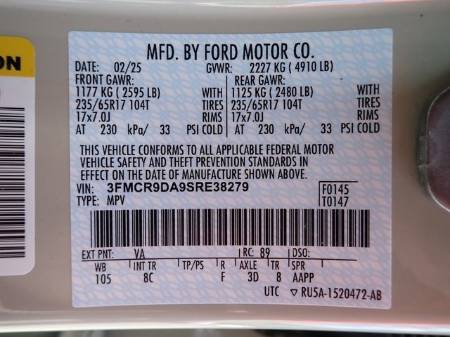 ON
MFD. BY FORD MOTOR CO.
DATE: 02/25 GVWR: 2227 KG ( 4910 LB)
FRONT GAWR: REAR GAWR:
1177 KG ( 2595 LB) WITH 1125 KG ( 2480 LB) WITH
235/65R17 104T TIRES 235/65R17 104T TIRES
17x7.0J RIMS 17x7.0J RIMS
AT 230 kPa/ 33 PSI COLD AT 230 kPa/ 33 PSI COLD
THIS VEHICLE CONFORMS TO ALL APPLICABLE FEDERAL MOTOR
VEHICLE SAFETY AND THEFT PREVENTION STANDARDS IN
EFFECT ON THE DATE OF MANUFACTURE SHOWN ABOVE.
VIN: 3FMCR9DA9SRE38279 F0145
TYPE: MPV T0147
EXT PNT: VA RC: 89 DSO:
WB INT TR TP/PS R AXLE TR SPR
105 8C F 3D 8 AAPP
UTC ▽ RU5A-1520472-AB